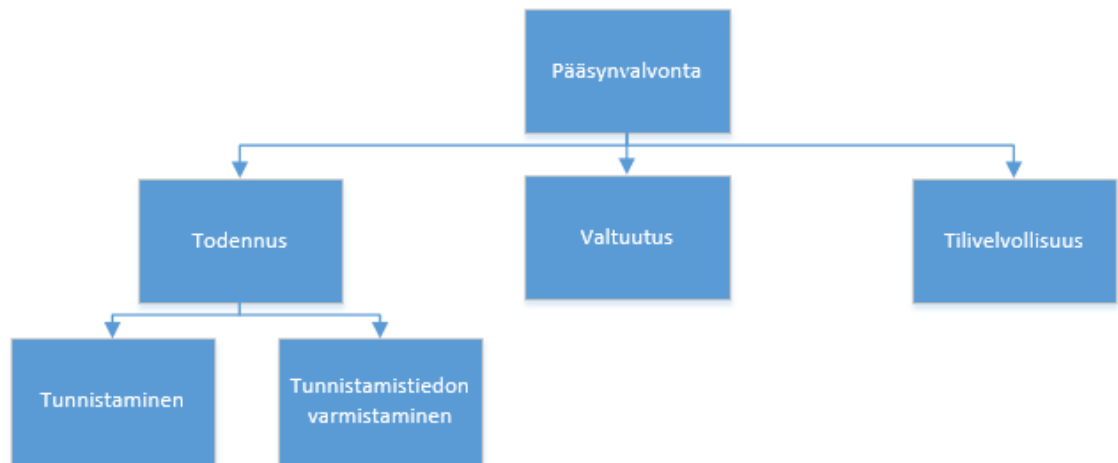 Pääsynvalvonta
Todennus
Valtuutus
Tilivelvollisuus
Tunnistaminen
Tunnistamistiedon
varmistaminen